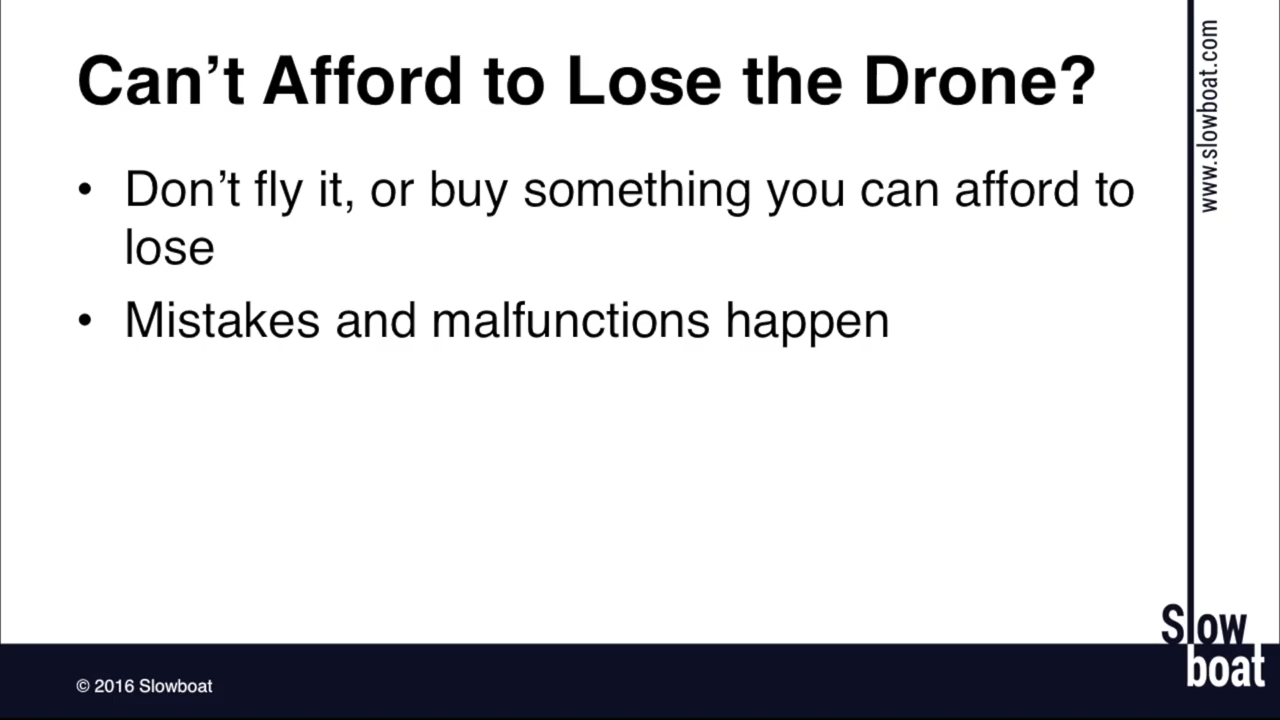 Can’t Afford to Lose the Drone?
• Don’t fly it, or buy something you can afford to
lose
• Mistakes and malfunctions happen
www.slowboat.com
Slow
boat
© 2016 Slowboat